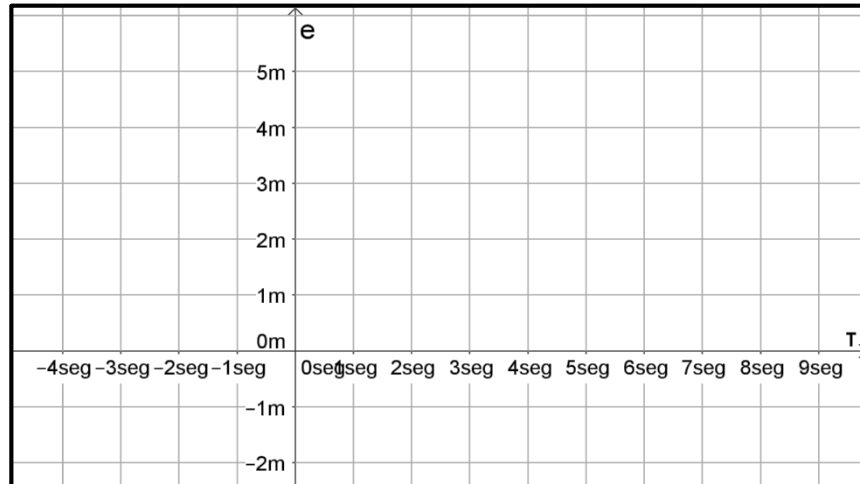 e
5m
4m
3m
2m
1m
0m
T
−4seg −3seg −2seg −1seg 0seg 1seg 2seg 3seg 4seg 5seg 6seg 7seg 8seg 9seg
−1m
−2m